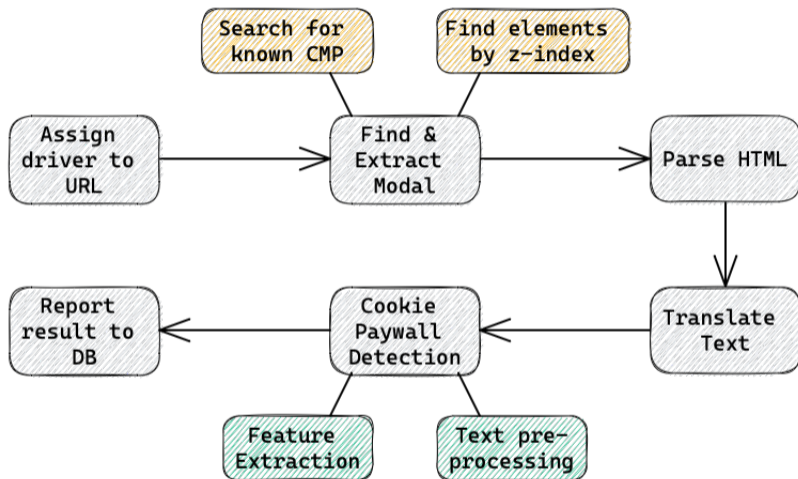 Search for
known CMP
Find elements
by z-index
Assign
driver to
URL
Find &
Extract
Modal
Parse HTML
Report
result to
DB
Cookie
Paywall
Detection
Translate
Text
Feature
Extraction
Text pre-
processing